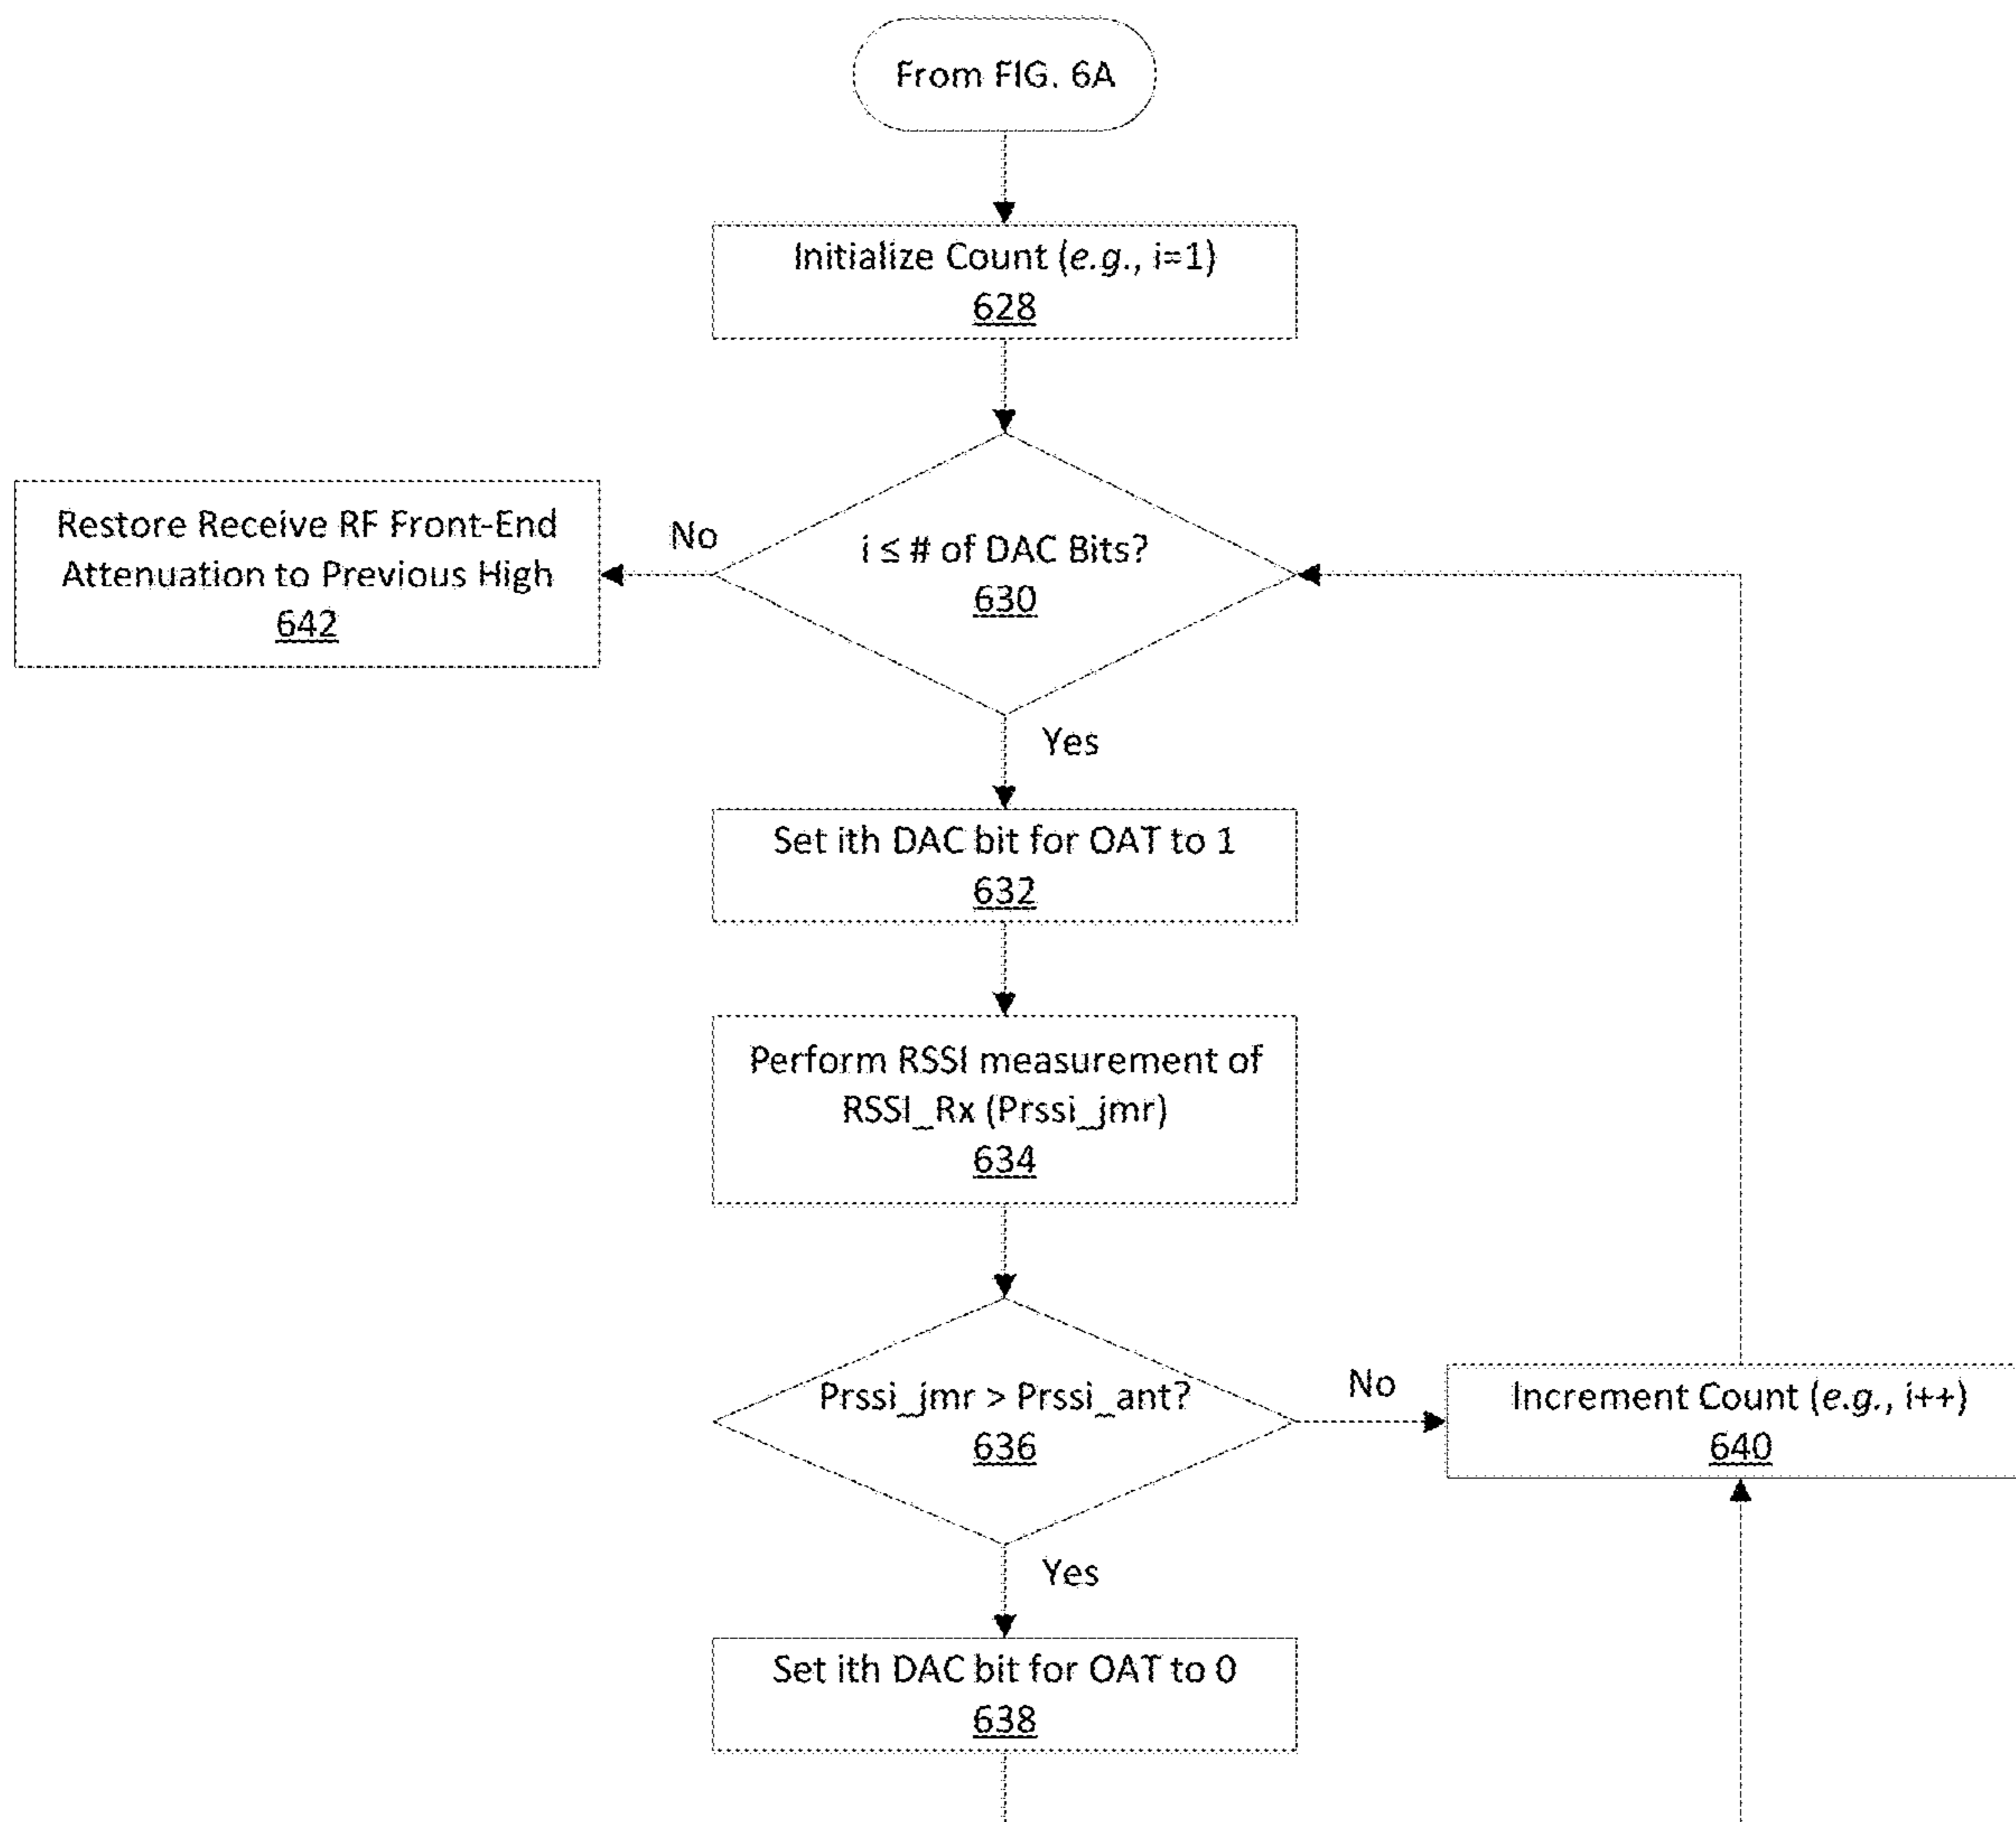 From FIG. 6A
Initialize Count (e.g., i=1)
628
i ≤ # of DAC Bits?
630
No
Restore Receive RF Front-End
Attenuation to Previous High
642
Yes
Set ith DAC bit for OAT to 1
632
Perform RSSI measurement of
RSSI_Rx (Prssi_jmr)
634
Prssi_jmr > Prssi_ant?
636
No
Increment Count (e.g., i++)
640
Yes
Set ith DAC bit for OAT to 0
638